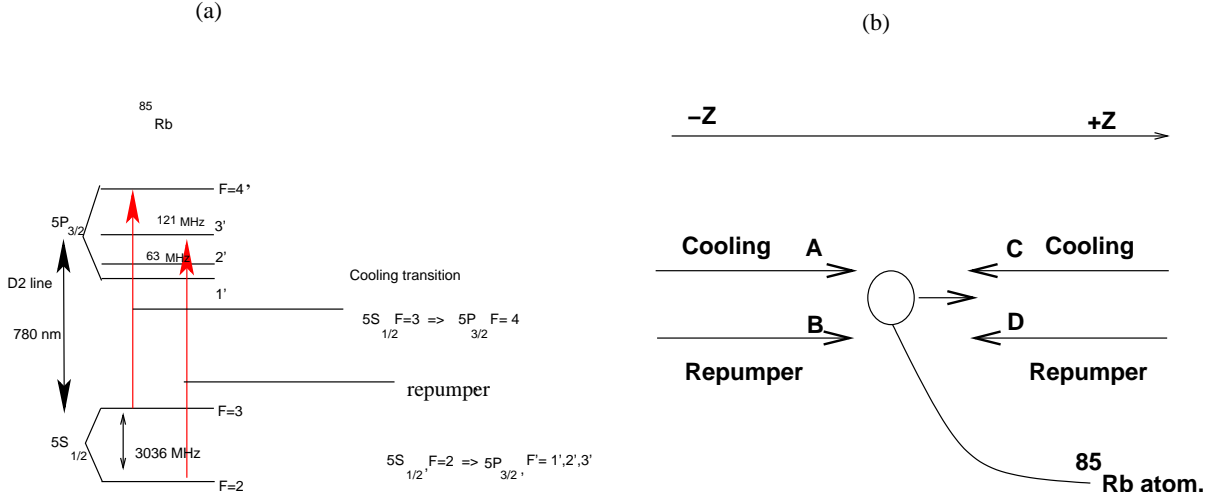 (a)
85
Rb
F=4'
5P3/2
121 MHz
3'
63 MHz
2'
D2 line
1'
780 nm
Cooling transition
5S1/2 F=3 => 5P3/2 F= 4
repumper
F=3
5S1/2
3036 MHz
F=2
5S1/2, F=2 => 5P3/2, F'= 1',2',3'
(b)
−Z +Z
Cooling A C Cooling
B D
Repumper Repumper
85
Rb atom.